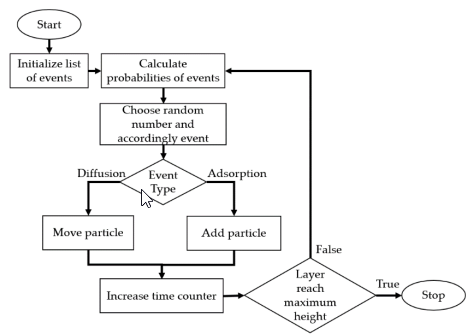 Start
Initialize list
of events
Calculate
probabilities of events
Choose random
number and
accordingly event
Diffusion
Event
Type
Adsorption
Move particle
Add particle
False
Increase time counter
Layer
reach
maximum
height
True
Stop